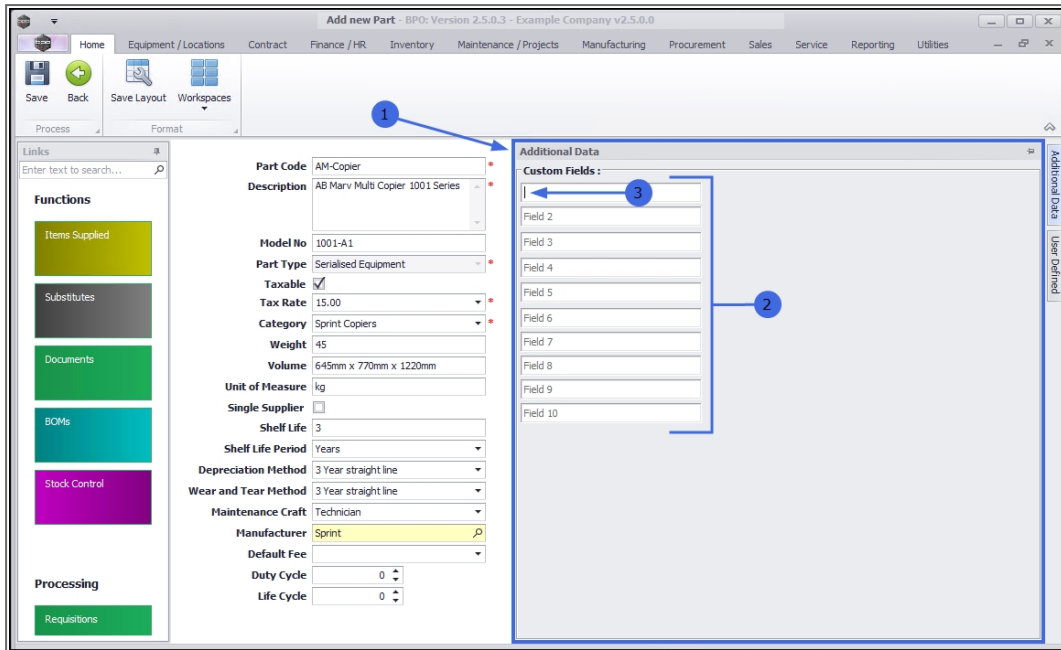 Add new Part - BPO: Version 2.5.0.3 - Example Company v2.5.0.0
Home Equipment / Locations Contract Finance / HR Inventory Maintenance / Projects Manufacturing Procurement Sales Service Reporting Utilities
Save Back Save Layout Workspaces
Process Format
1
Links
Enter text to search...
Functions
Items Supplied
Substitutes
Documents
BOMs
Stock Control
Processing
Requisitions
Part Code AM-Copier *
Description AB Marv Multi Copier 1001 Series *
Model No 1001-A1
Part Type Serialised Equipment *
Taxable
Tax Rate 15.00 *
Category Sprint Copiers *
Weight 45
Volume 645mm x 770mm x 1220mm
Unit of Measure kg
Single Supplier
Shelf Life 3
Shelf Life Period Years
Depreciation Method 3 Year straight line
Wear and Tear Method 3 Year straight line
Maintenance Craft Technician
Manufacturer Sprint
Default Fee
Duty Cycle 0
Life Cycle 0
Additional Data
Custom Fields :
3
Field 2
Field 3
Field 4
Field 5
Field 6
Field 7
Field 8
Field 9
Field 10
2
Additional Data
User Defined